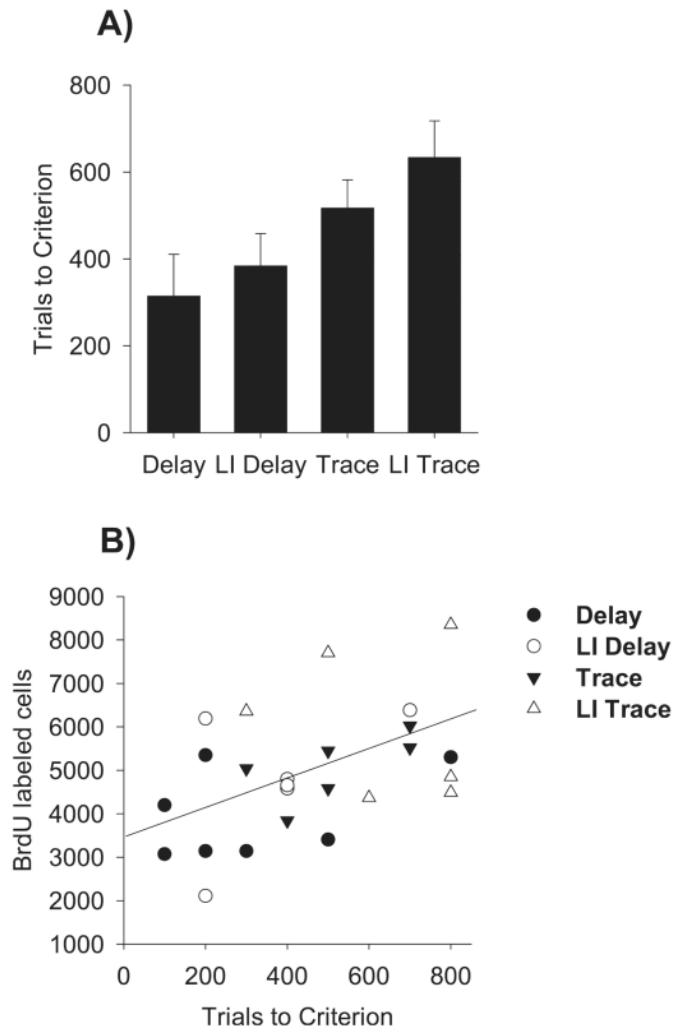 A)
800
600
400
200
0
Trials to Criterion
Delay LI Delay Trace LI Trace
B)
9000
8000
7000
6000
5000
4000
3000
2000
1000
BrdU labeled cells
0 200 400 600 800
Trials to Criterion
Delay
LI Delay
Trace
LI Trace